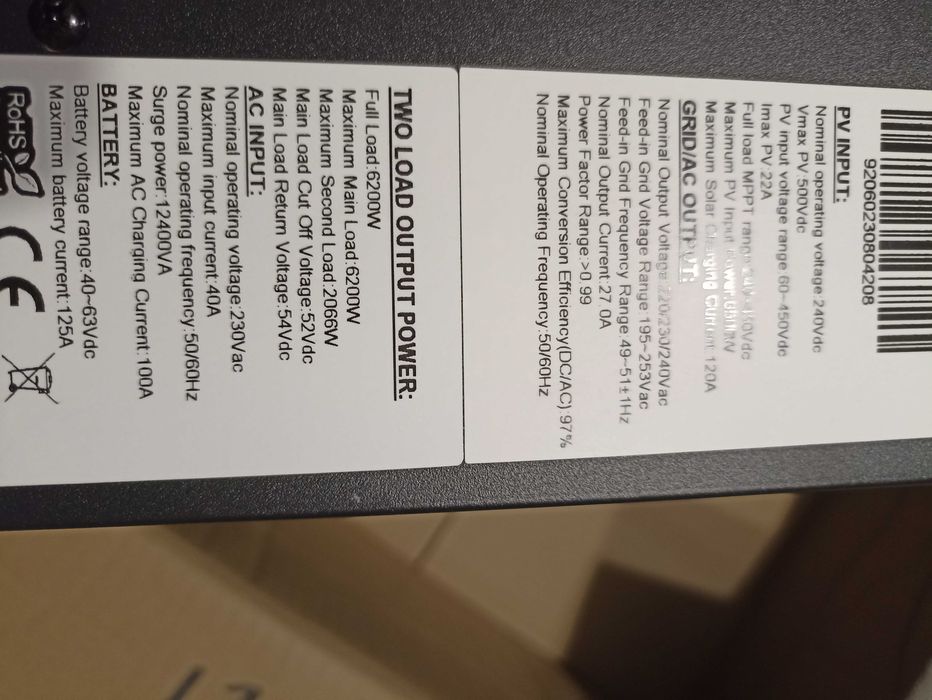 92060230804208
PV INPUT:
Nominal operating voltage 240Vdc
Vmax PV:500Vdc
PV input voltage range 60~450Vdc
Imax PV 22A
Full load MPPT range
Maximum PV Input Power:
Maximum Solar Charging Current 120A
GRID/AC OUTPUT:
Nominal Output Voltage:220/230/240Vac
Feed-in Grid Voltage Range:195~253Vac
Feed-in Grid Frequency Range:49~51±1Hz
Nominal Output Current:27.0A
Power Factor Range:>0.99
Maximum Conversion Efficiency(DC/AC):97%
Nominal Operating Frequency:50/60Hz
TWO LOAD OUTPUT POWER:
Full Load:6200W
Maximum Main Load:6200W
Maximum Second Load:2066W
Main Load Cut Off Voltage:52Vdc
Main Load Return Voltage:54Vdc
AC INPUT:
Nominal operating voltage:230Vac
Maximum input current:40A
Nominal operating frequency:50/60Hz
Surge power:12400VA
Maximum AC Charging Current:100A
BATTERY:
Battery voltage range:40~63Vdc
Maximum battery current:125A
RoHS CE